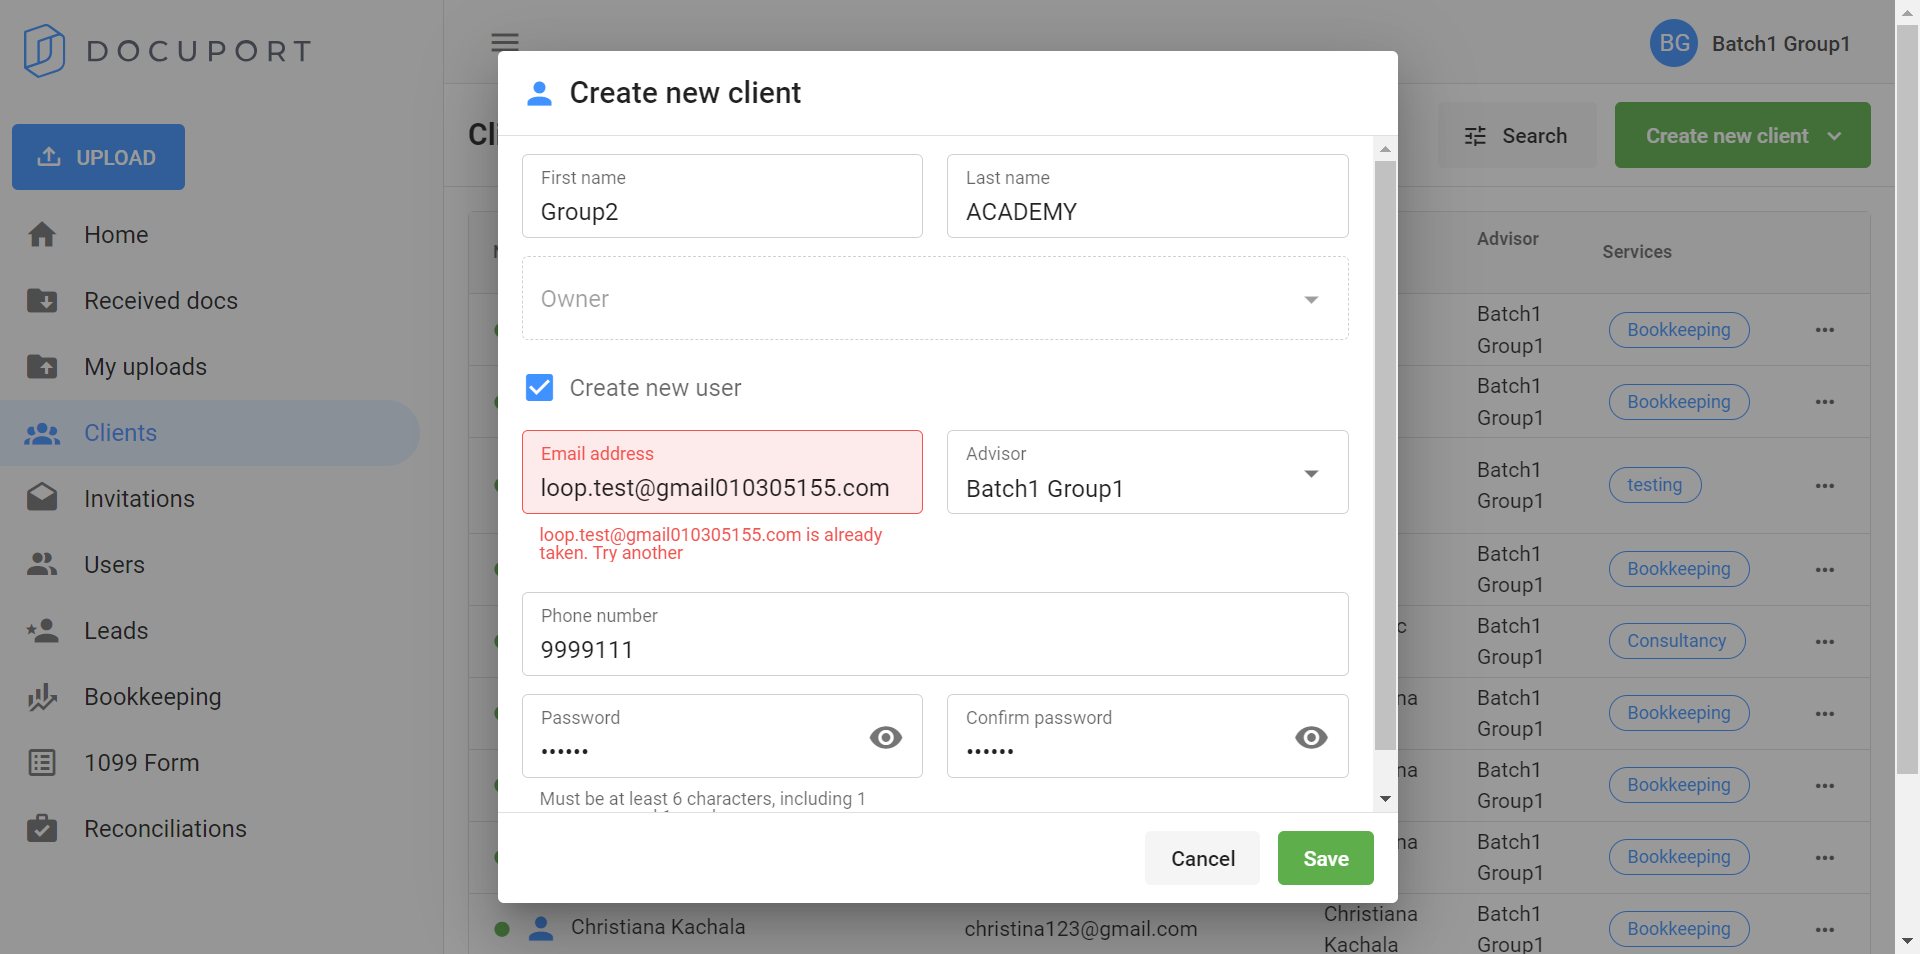 DOCUPORT
BG
Batch1 Group1
Create new client
Search
Create new client
UPLOAD
Home
Received docs
My uploads
Clients
Invitations
Users
Leads
Bookkeeping
1099 Form
Reconciliations
First name
Group2
Last name
ACADEMY
Owner
Create new user
Email address
loop.test@gmail010305155.com
loop.test@gmail010305155.com is already
taken. Try another
Advisor
Batch1 Group1
Phone number
9999111
Password
••••••
Confirm password
••••••
Must be at least 6 characters, including 1
Cancel
Save
Advisor
Services
Batch1
Group1
Bookkeeping
Batch1
Group1
Bookkeeping
Batch1
Group1
testing
Batch1
Group1
Bookkeeping
Batch1
Group1
Consultancy
na
Batch1
Group1
Bookkeeping
na
Batch1
Group1
Bookkeeping
na
Batch1
Group1
Bookkeeping
Christiana Kachala
christina123@gmail.com
Christiana
Kachala
Batch1
Group1
Bookkeeping